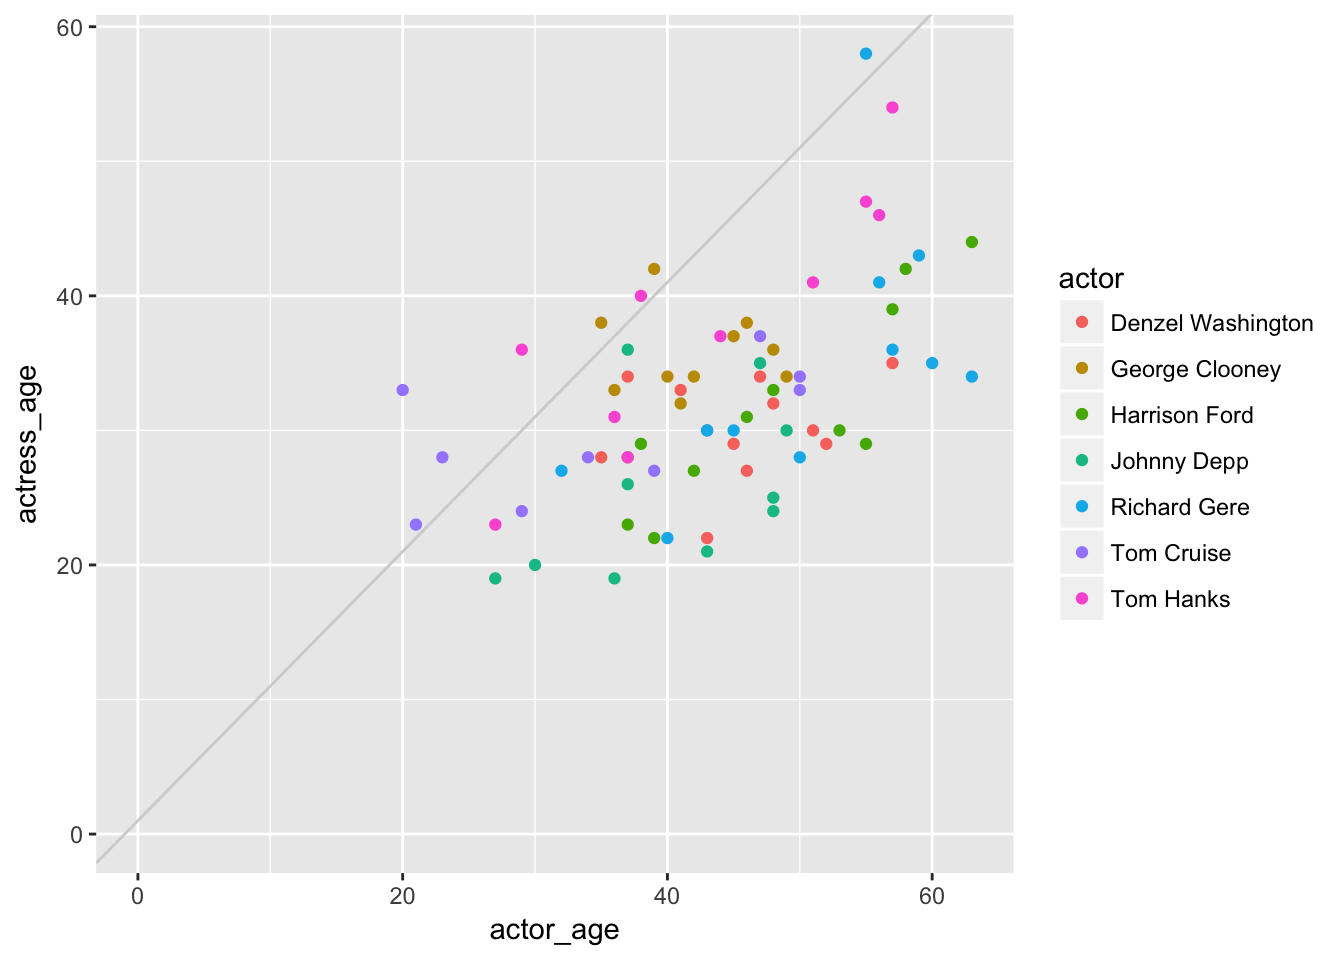 60
40
20
0
actress_age
0 20 40 60
actor_age
actor
Denzel Washington
George Clooney
Harrison Ford
Johnny Depp
Richard Gere
Tom Cruise
Tom Hanks